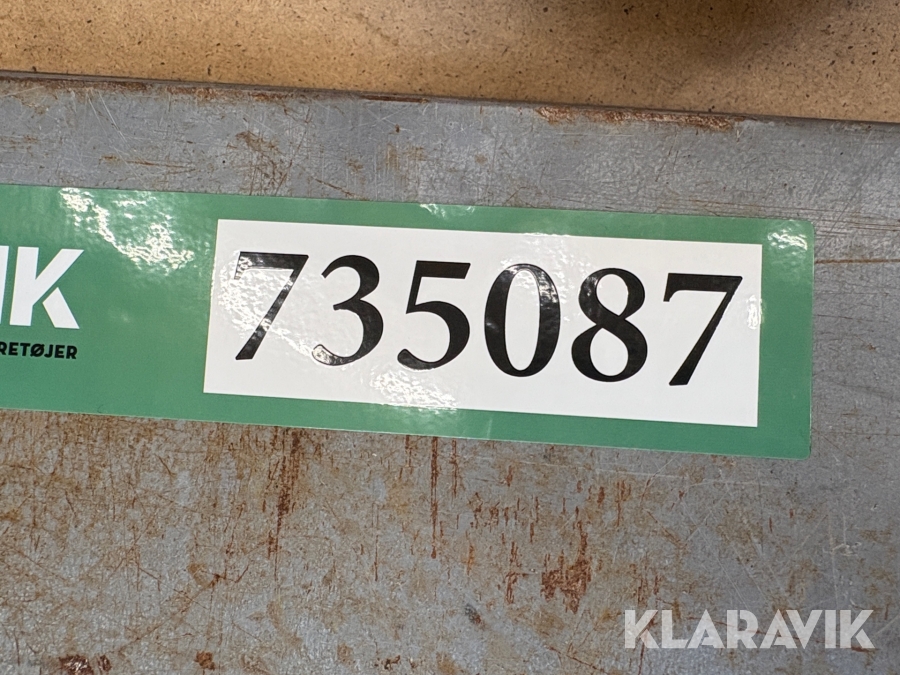 IK
735087
RETØJER
KLARAVIK